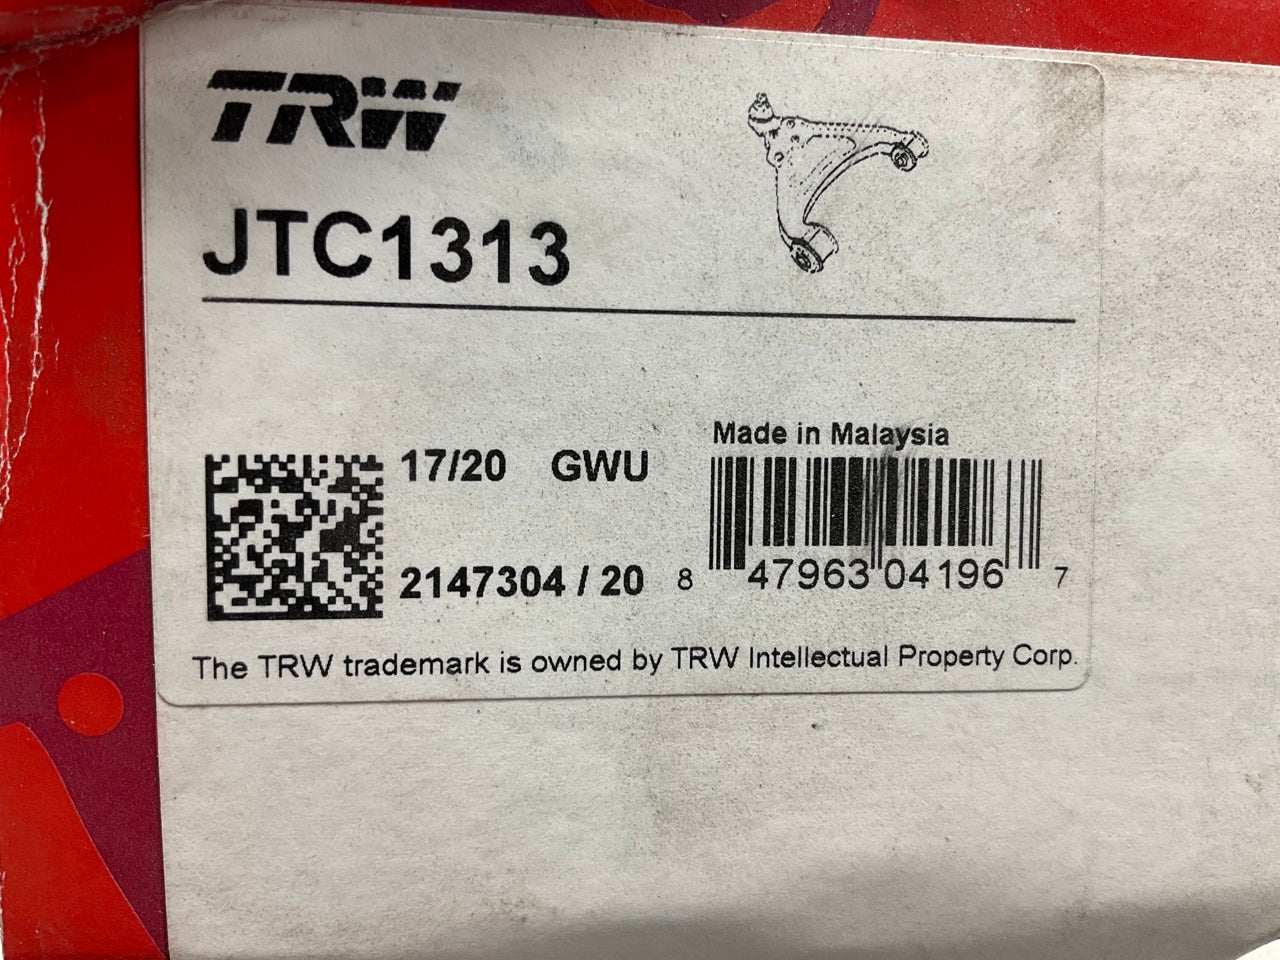 TRW
JTC1313
Made in Malaysia
17/20 GWU
2147304 / 20
8 47963 04196 7
The TRW trademark is owned by TRW Intellectual Property Corp.